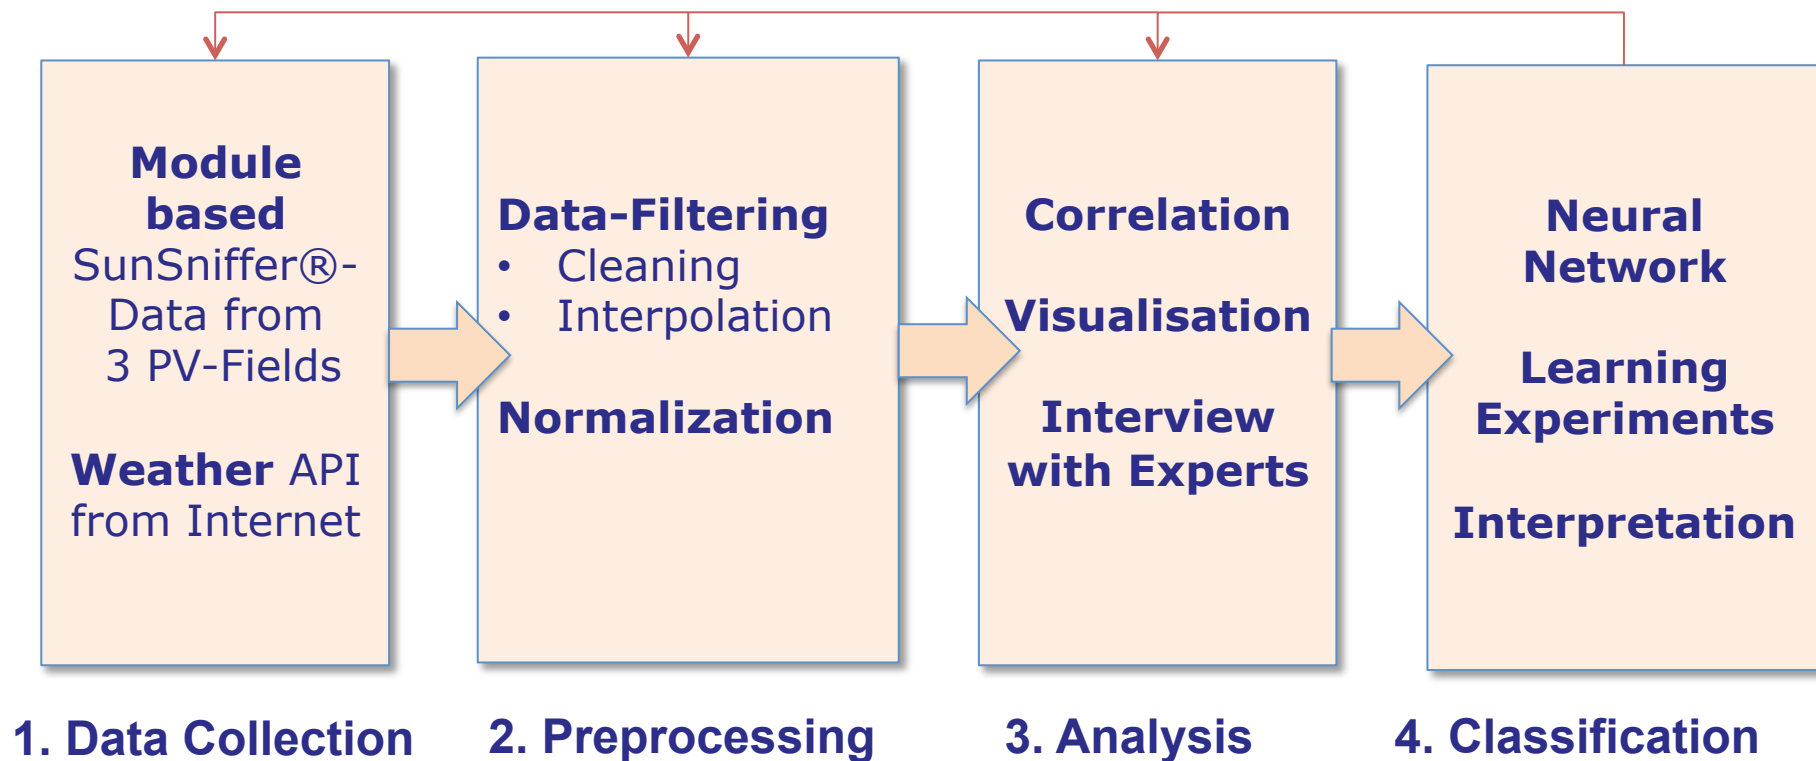 Module
based
SunSniffer®-
Data from
3 PV-Fields
Weather API
from Internet
Data-Filtering
• Cleaning
• Interpolation
Normalization
Correlation
Visualisation
Interview
with Experts
Neural
Network
Learning
Experiments
Interpretation
1. Data Collection
2. Preprocessing
3. Analysis
4. Classification